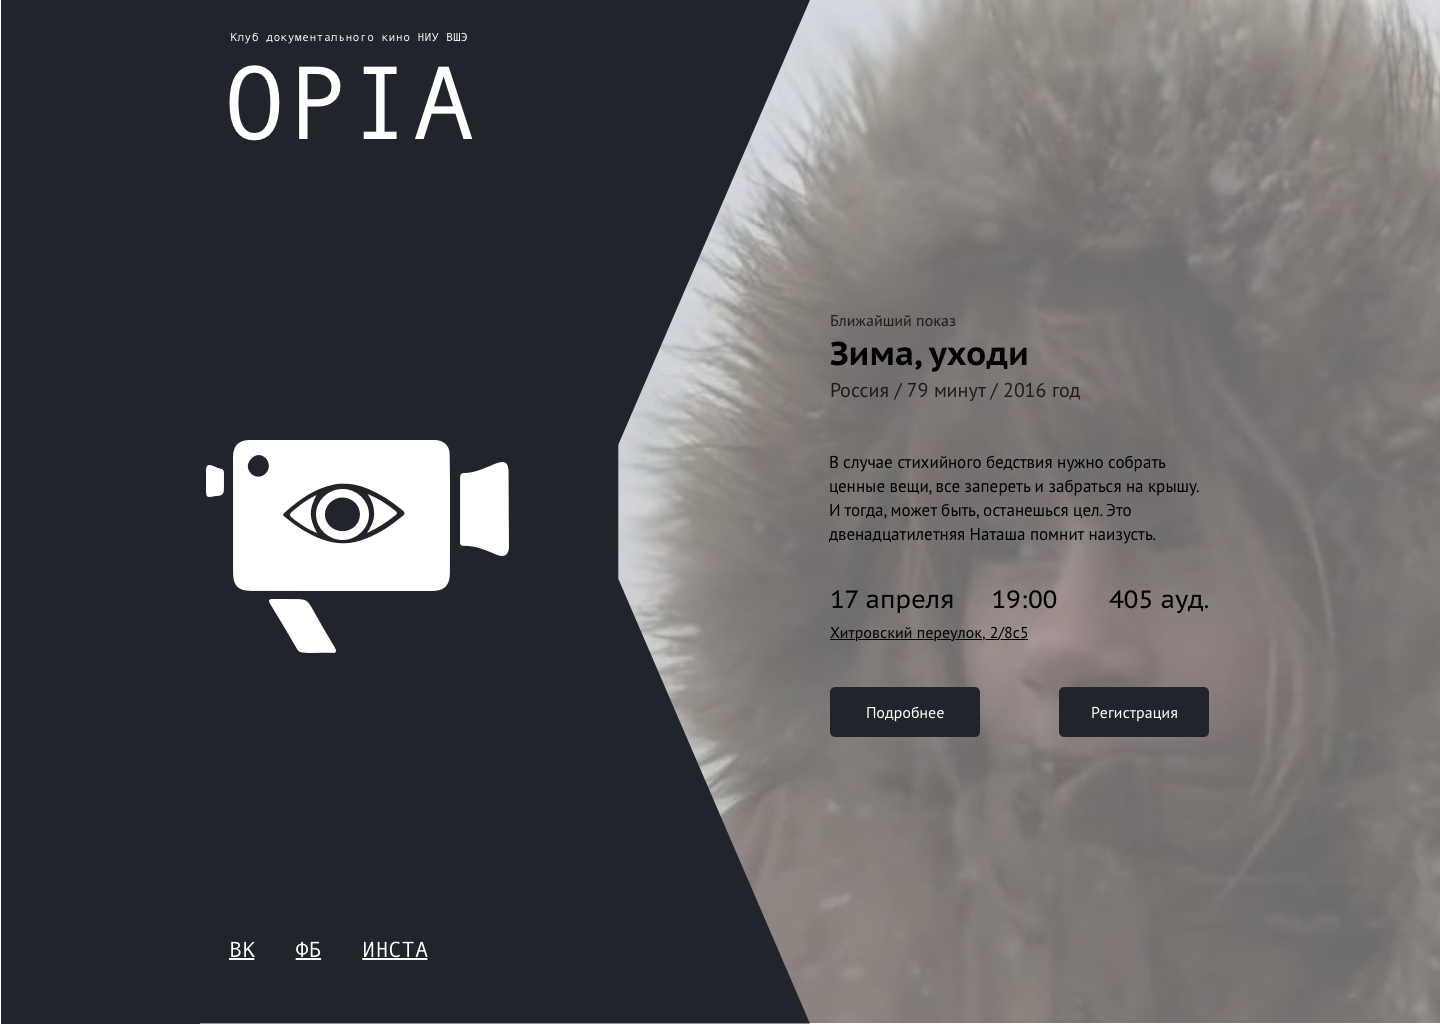 Клуб документального кино НИУ ВШЭ
OPIA
Ближайший показ
Зима, уходи
Россия / 79 минут / 2016 год
В случае стихийного бедствия нужно собрать
ценные вещи, все запереть и забраться на крышу.
И тогда, может быть, останешься цел. Это
двенадцатилетняя Наташа помнит наизусть.
17 апреля 19:00 405 ауд.
Хитровский переулок, 2/8с5
Подробнее Регистрация
ВК ФБ ИНСТА